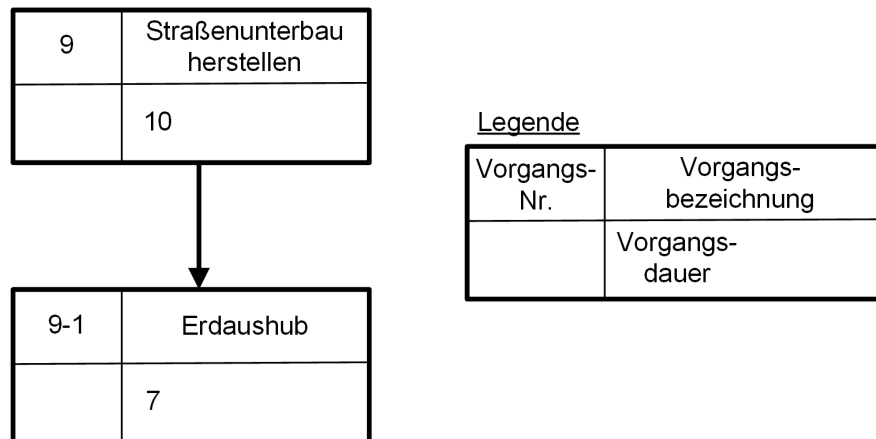 9
Straßenunterbau
herstellen
10
Legende
Vorgangs-
Nr.
Vorgangs-
bezeichnung
Vorgangs-
dauer
9-1
Erdaushub
7